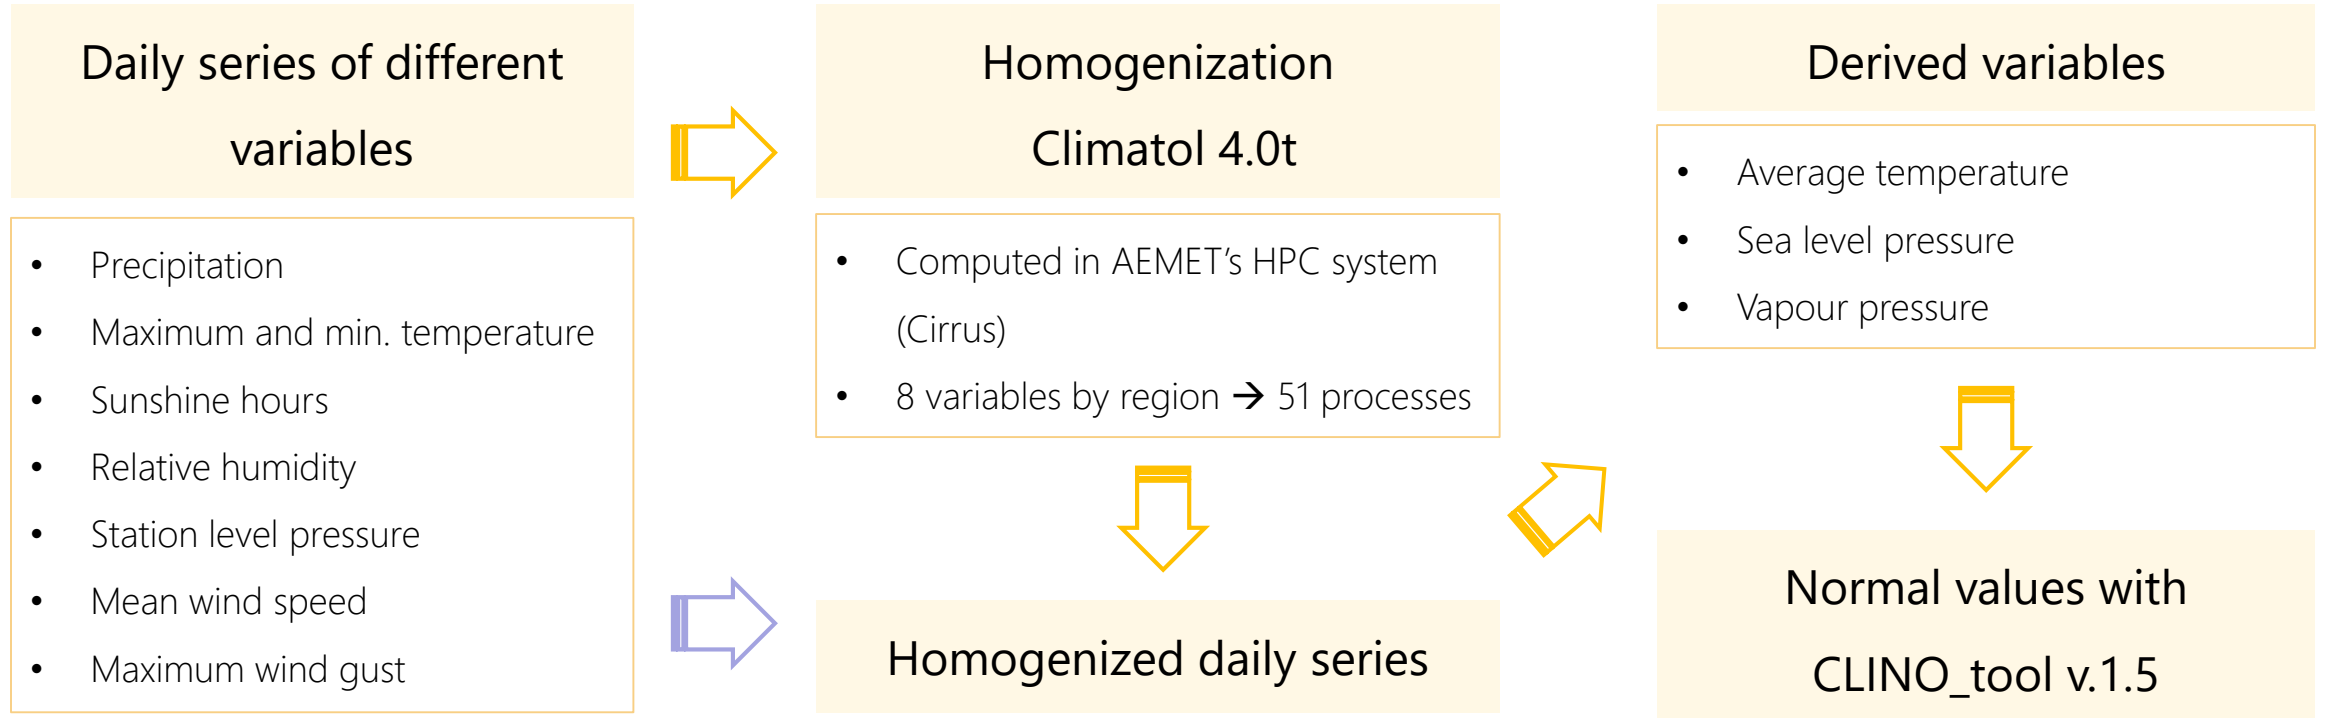 Daily series of different
variables
• Precipitation
• Maximum and min. temperature
• Sunshine hours
• Relative humidity
• Station level pressure
• Mean wind speed
• Maximum wind gust
Homogenization
Climatol 4.0t
• Computed in AEMET’s HPC system
(Cirrus)
• 8 variables by region → 51 processes
Homogenized daily series
Derived variables
• Average temperature
• Sea level pressure
• Vapour pressure
Normal values with
CLINO_tool v.1.5